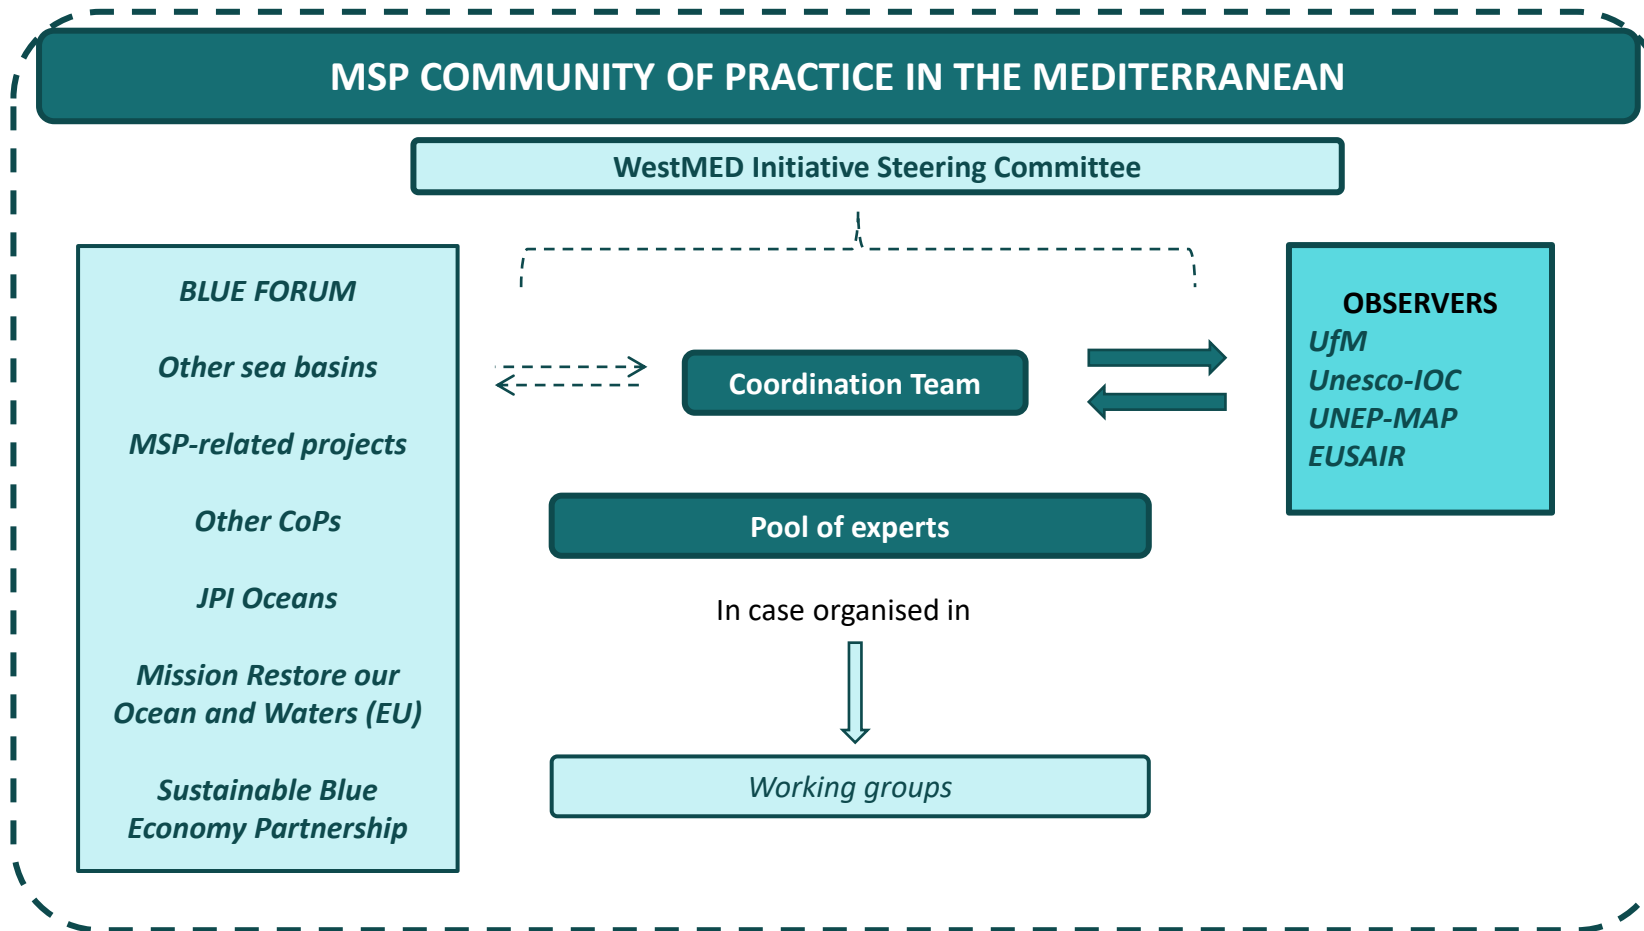 MSP COMMUNITY OF PRACTICE IN THE MEDITERRANEAN
WestMED Initiative Steering Committee
BLUE FORUM
Other sea basins
MSP-related projects
Other CoPs
JPI Oceans
Mission Restore our
Ocean and Waters (EU)
Sustainable Blue
Economy Partnership
Coordination Team
Pool of experts
In case organised in
Working groups
OBSERVERS
UfM
Unesco-IOC
UNEP-MAP
EUSAIR